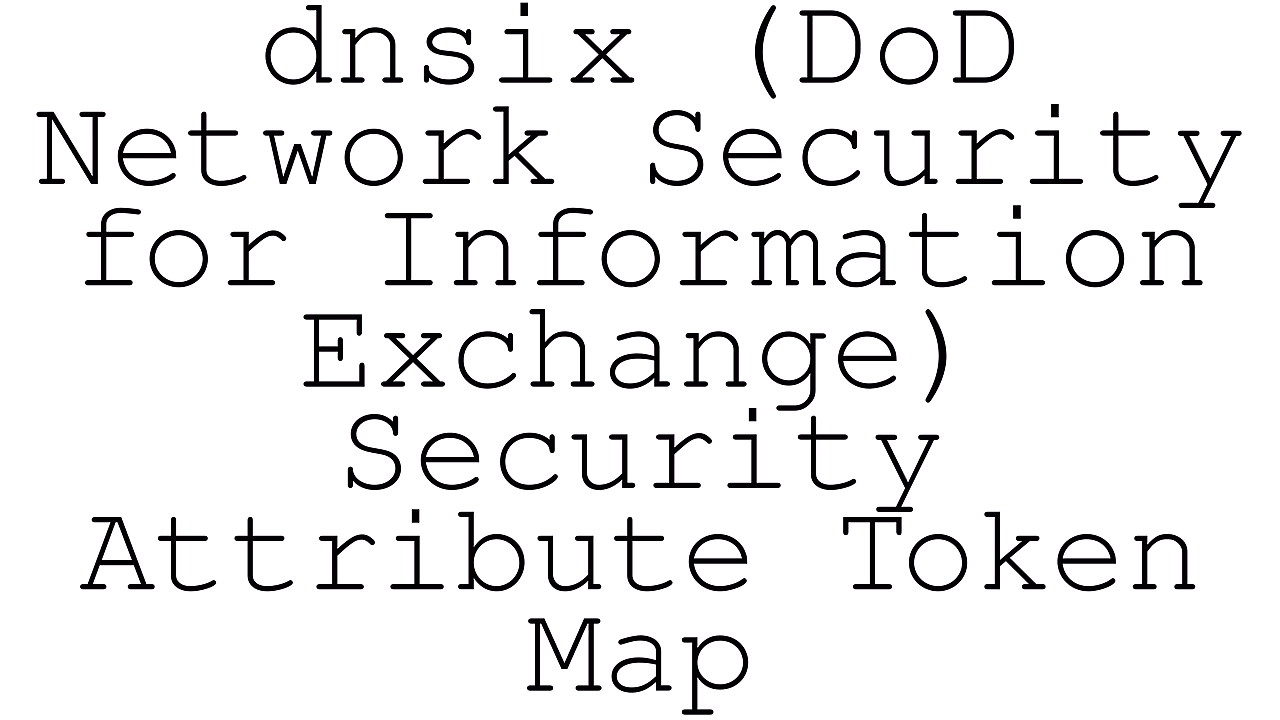 dnsix (DoD
Network Security
for Information
Exchange)
Security
Attribute Token
Map